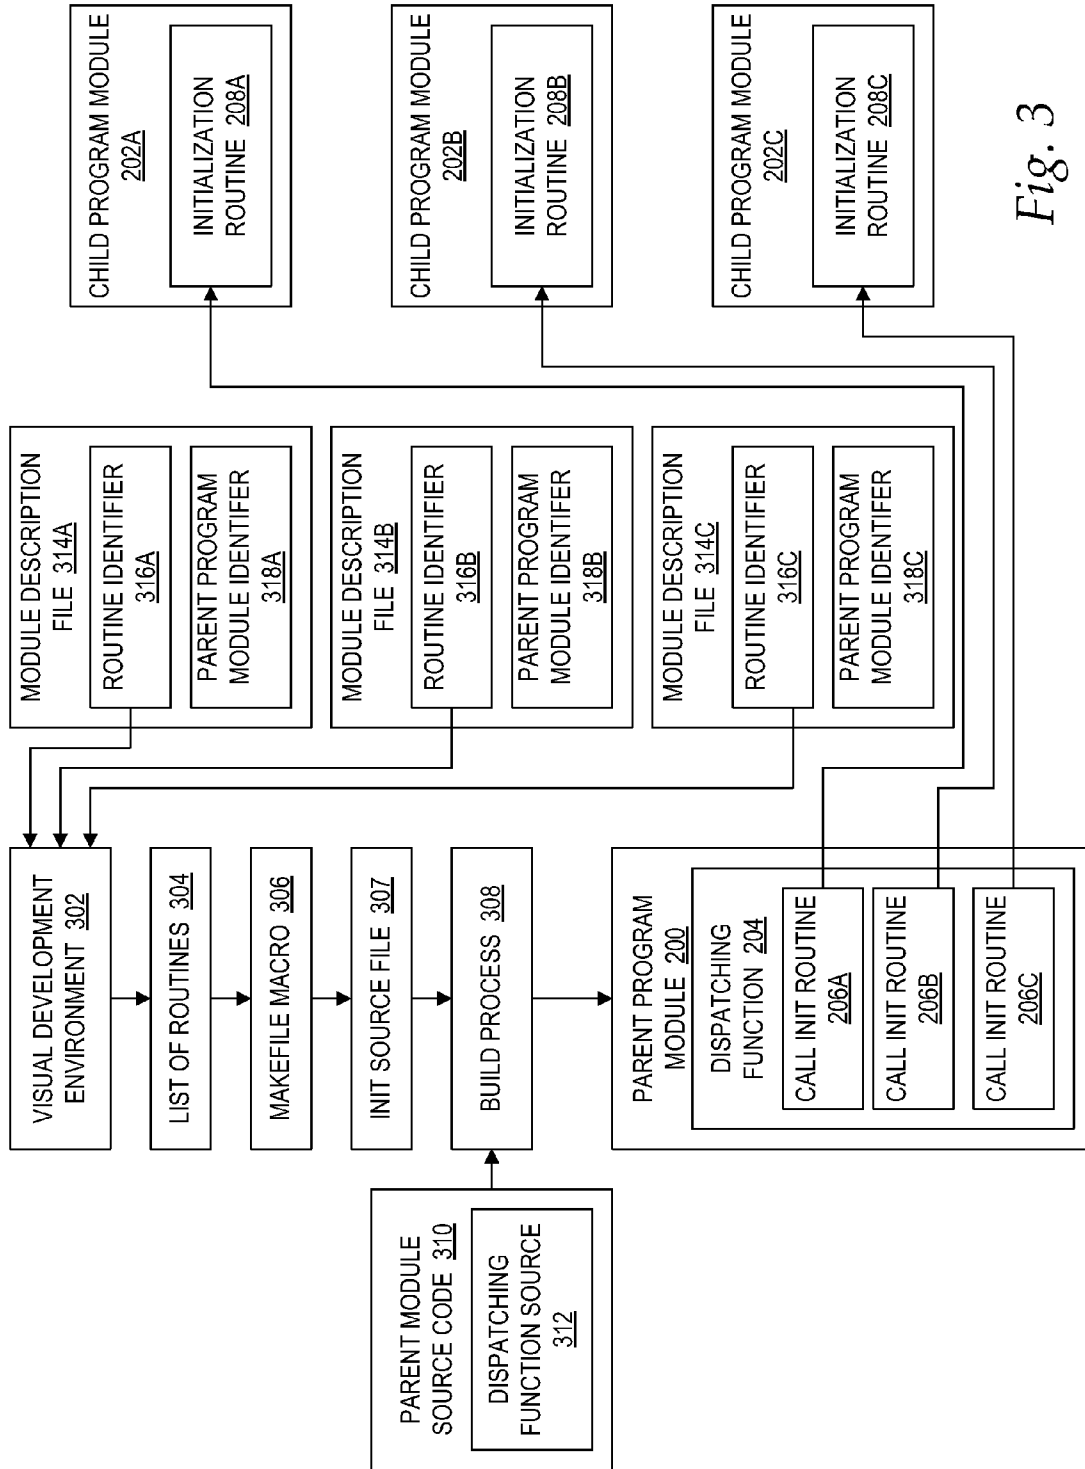 VISUAL DEVELOPMENT
ENVIRONMENT 302
LIST OF ROUTINES 304
MAKEFILE MACRO 306
INIT SOURCE FILE 307
BUILD PROCESS 308
PARENT MODULE
SOURCE CODE 310
DISPATCHING
FUNCTION SOURCE
312
PARENT PROGRAM
MODULE 200
DISPATCHING
FUNCTION 204
CALL INIT ROUTINE
206A
CALL INIT ROUTINE
206B
CALL INIT ROUTINE
206C
MODULE DESCRIPTION
FILE 314A
ROUTINE IDENTIFIER
316A
PARENT PROGRAM
MODULE IDENTIFER
318A
MODULE DESCRIPTION
FILE 314B
ROUTINE IDENTIFIER
316B
PARENT PROGRAM
MODULE IDENTIFER
318B
MODULE DESCRIPTION
FILE 314C
ROUTINE IDENTIFIER
316C
PARENT PROGRAM
MODULE IDENTIFER
318C
CHILD PROGRAM MODULE
202A
INITIALIZATION
ROUTINE 208A
CHILD PROGRAM MODULE
202B
INITIALIZATION
ROUTINE 208B
CHILD PROGRAM MODULE
202C
INITIALIZATION
ROUTINE 208C
Fig. 3